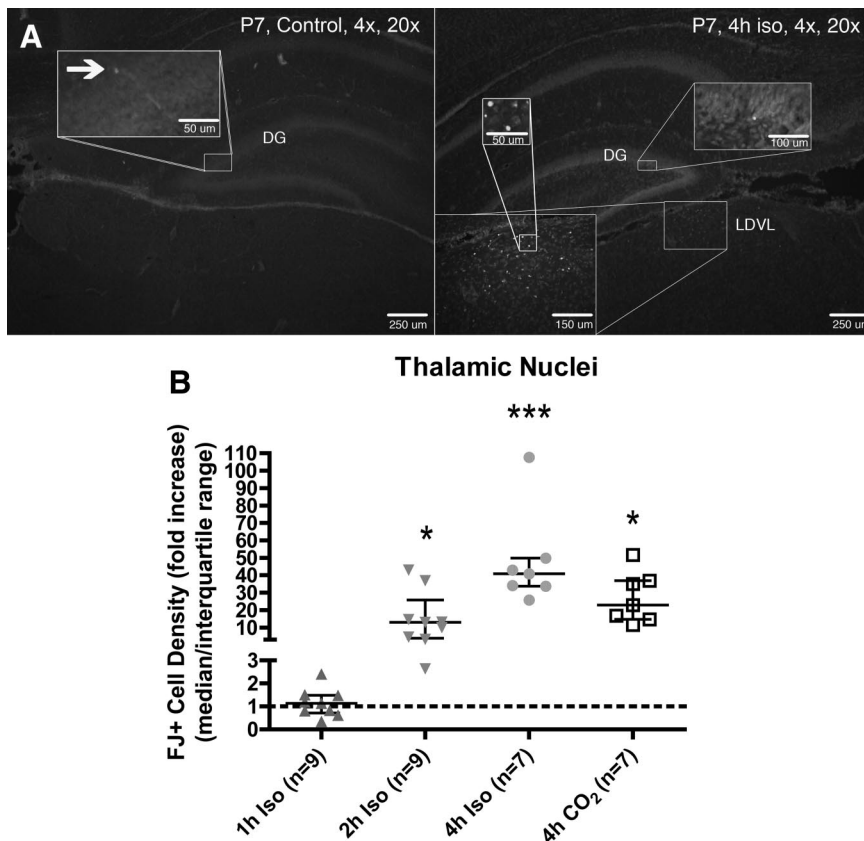 A
P7, Control, 4x, 20x
50 um
DG
250 um
P7, 4h iso, 4x, 20x
50 um
100 um
DG
LDVL
150 um
250 um
B
Thalamic Nuclei
FJ+ Cell Density (fold increase)
(median/interquartile range)
110
100
90
80
70
60
50
40
30
20
10
3
2
1
0
*
***
*
1h Iso (n=9)
2h Iso (n=9)
4h Iso (n=7)
4h CO₂ (n=7)